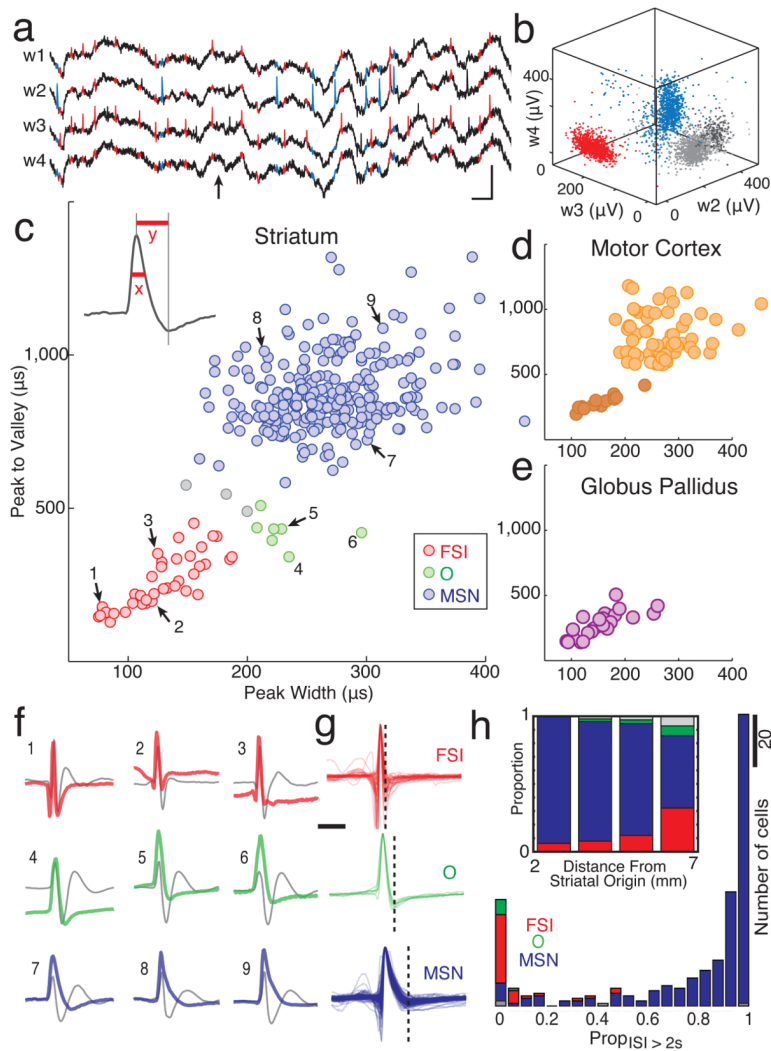 a
w1
w2
w3
w4
b
400
w4
(µV)
0
200
w3 (µV)
0
0
w2 (µV)
400
c
y
x
Striatum
Peak to Valley (µs)
1,000
500
8
9
7
3
5
6
1
4
2
FSI
O
MSN
100
200
300
400
Peak Width (µs)
d
Motor Cortex
1,000
500
100 200 300 400
e
Globus Pallidus
1,000
500
100 200 300 400
f
1
2
3
4
5
6
7
8
9
g
FSI
O
MSN
h
1
Proportion
0
2
7
Distance From
Striatal Origin (mm)
20
Number of cells
FSI
O
MSN
0 0.2 0.4 0.6 0.8 1
Prop ISI > 2s